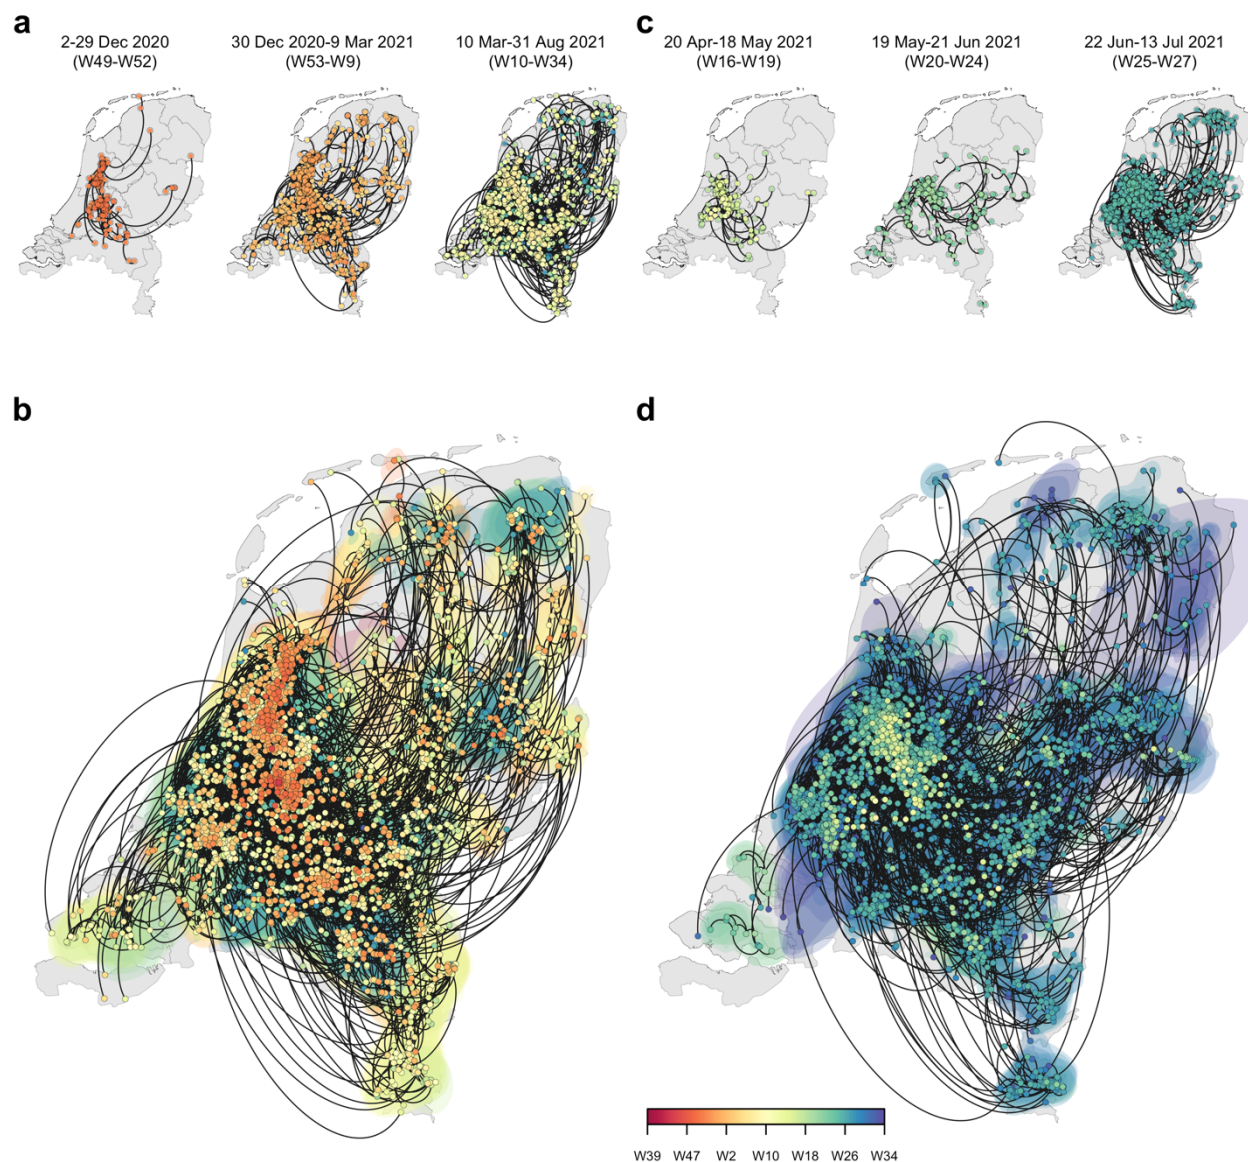 a
2-29 Dec 2020
(W49-W52)
30 Dec 2020-9 Mar 2021
(W53-W9)
10 Mar-31 Aug 2021
(W10-W34)
c
20 Apr-18 May 2021
(W16-W19)
19 May-21 Jun 2021
(W20-W24)
22 Jun-13 Jul 2021
(W25-W27)
b
d
W39 W47 W2 W10 W18 W26 W34